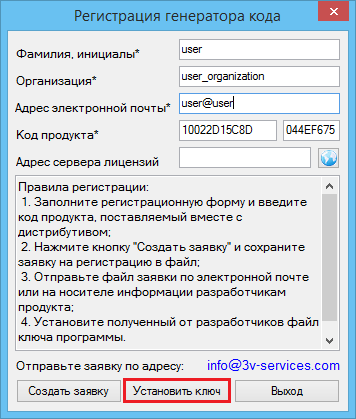 Регистрация генератора кода
Фамилия, инициалы* user
Организация* user_organization
Адрес электронной почты* user@user
Код продукта* 10022D15C8D 044EF675
Адрес сервера лицензий
Правила регистрации:
1. Заполните регистрационную форму и введите
код продукта, поставляемый вместе с
дистрибутивом;
2. Нажмите кнопку "Создать заявку" и сохраните
заявку на регистрацию в файл;
3. Отправьте файл заявки по электронной почте
или на носителе информации разработчикам
продукта;
4. Установите полученный от разработчиков файл
ключа программы.
Отправьте заявку по адресу: info@3v-services.com
Создать заявку Установить ключ Выход